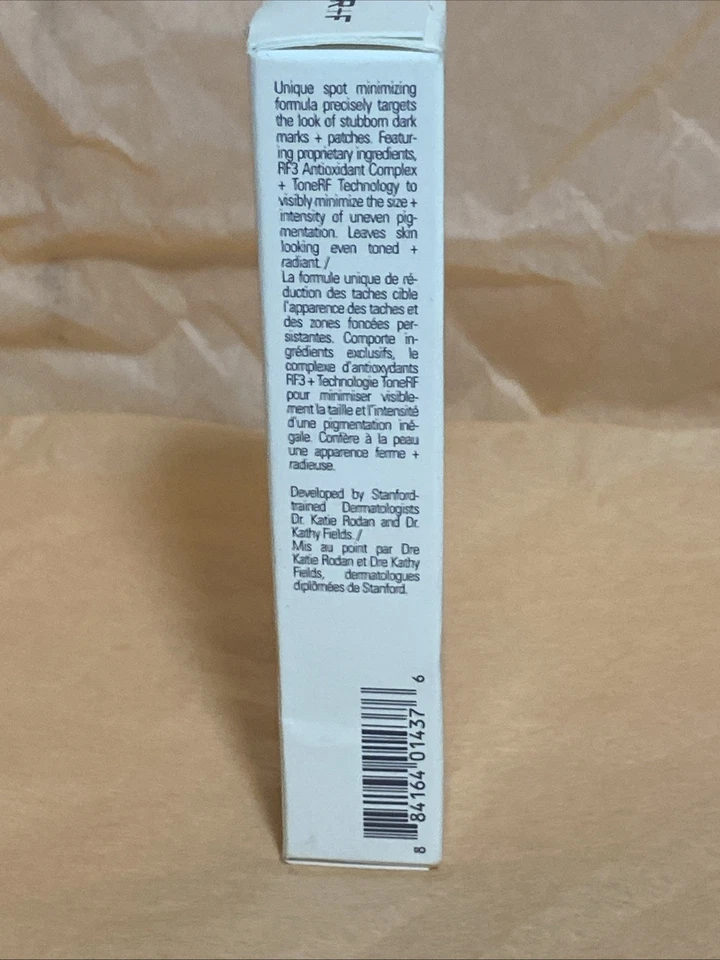 R+F
Unique spot minimizing
formula precisely targets
the look of stubborn dark
marks + patches. Featur-
ing proprietary ingredients,
RF3 Antioxidant Complex
+ ToneRF Technology to
visibly minimize the size +
intensity of uneven pig-
mentation. Leaves skin
looking even toned +
radiant. /
La formule unique de ré-
duction des taches cible
l'apparence des taches et
des zones foncées per-
sistantes. Comporte in-
grédients exclusifs, le
complexe d'antioxydants
RF3 + Technologie ToneRF
pour minimiser visible-
ment la taille et l'intensité
d'une pigmentation iné-
gale. Confère à la peau
une apparence ferme +
radieuse.
Developed by Stanford-
trained Dermatologists
Dr. Katie Rodan and Dr.
Kathy Fields. /
Mis au point par Dre
Katie Rodan et Dre Kathy
Fields, dermatologues
diplômées de Stanford.
8 84164 01437 6